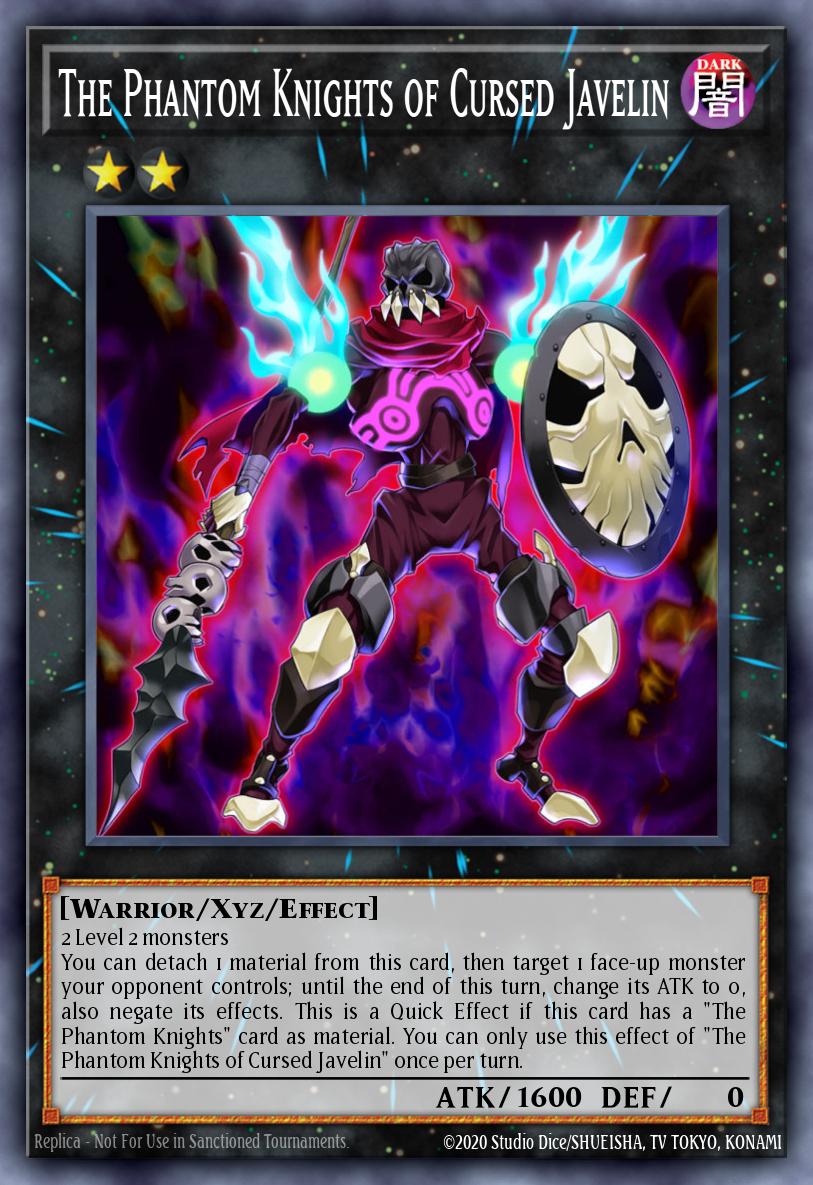 The Phantom Knights of Cursed Javelin
DARK
闇
[Warrior/Xyz/Effect]
2 Level 2 monsters
You can detach 1 material from this card, then target 1 face-up monster
your opponent controls; until the end of this turn, change its ATK to 0,
also negate its effects. This is a Quick Effect if this card has a "The
Phantom Knights" card as material. You can only use this effect of "The
Phantom Knights of Cursed Javelin" once per turn.
ATK/1600 DEF/ 0
Replica - Not For Use in Sanctioned Tournaments.
©2020 Studio Dice/SHUEISHA, TV TOKYO, KONAMI